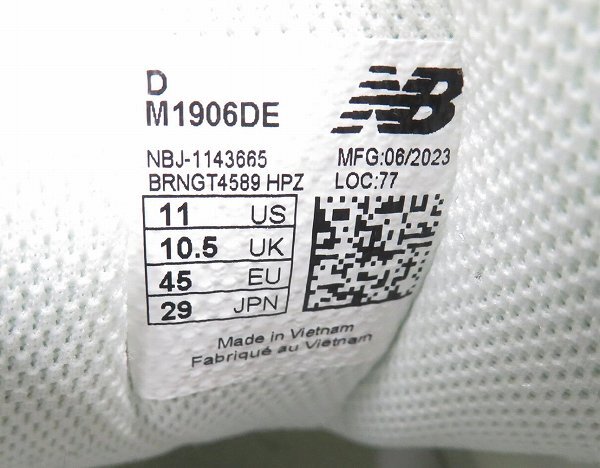 D
M1906DE
NB
NBJ-1143665 MFG:06/2023
BRNGT4589 HPZ LOC:77
11 US
10.5 UK
45 EU
29 JPN
Made in Vietnam
Fabriqué au Vietnam